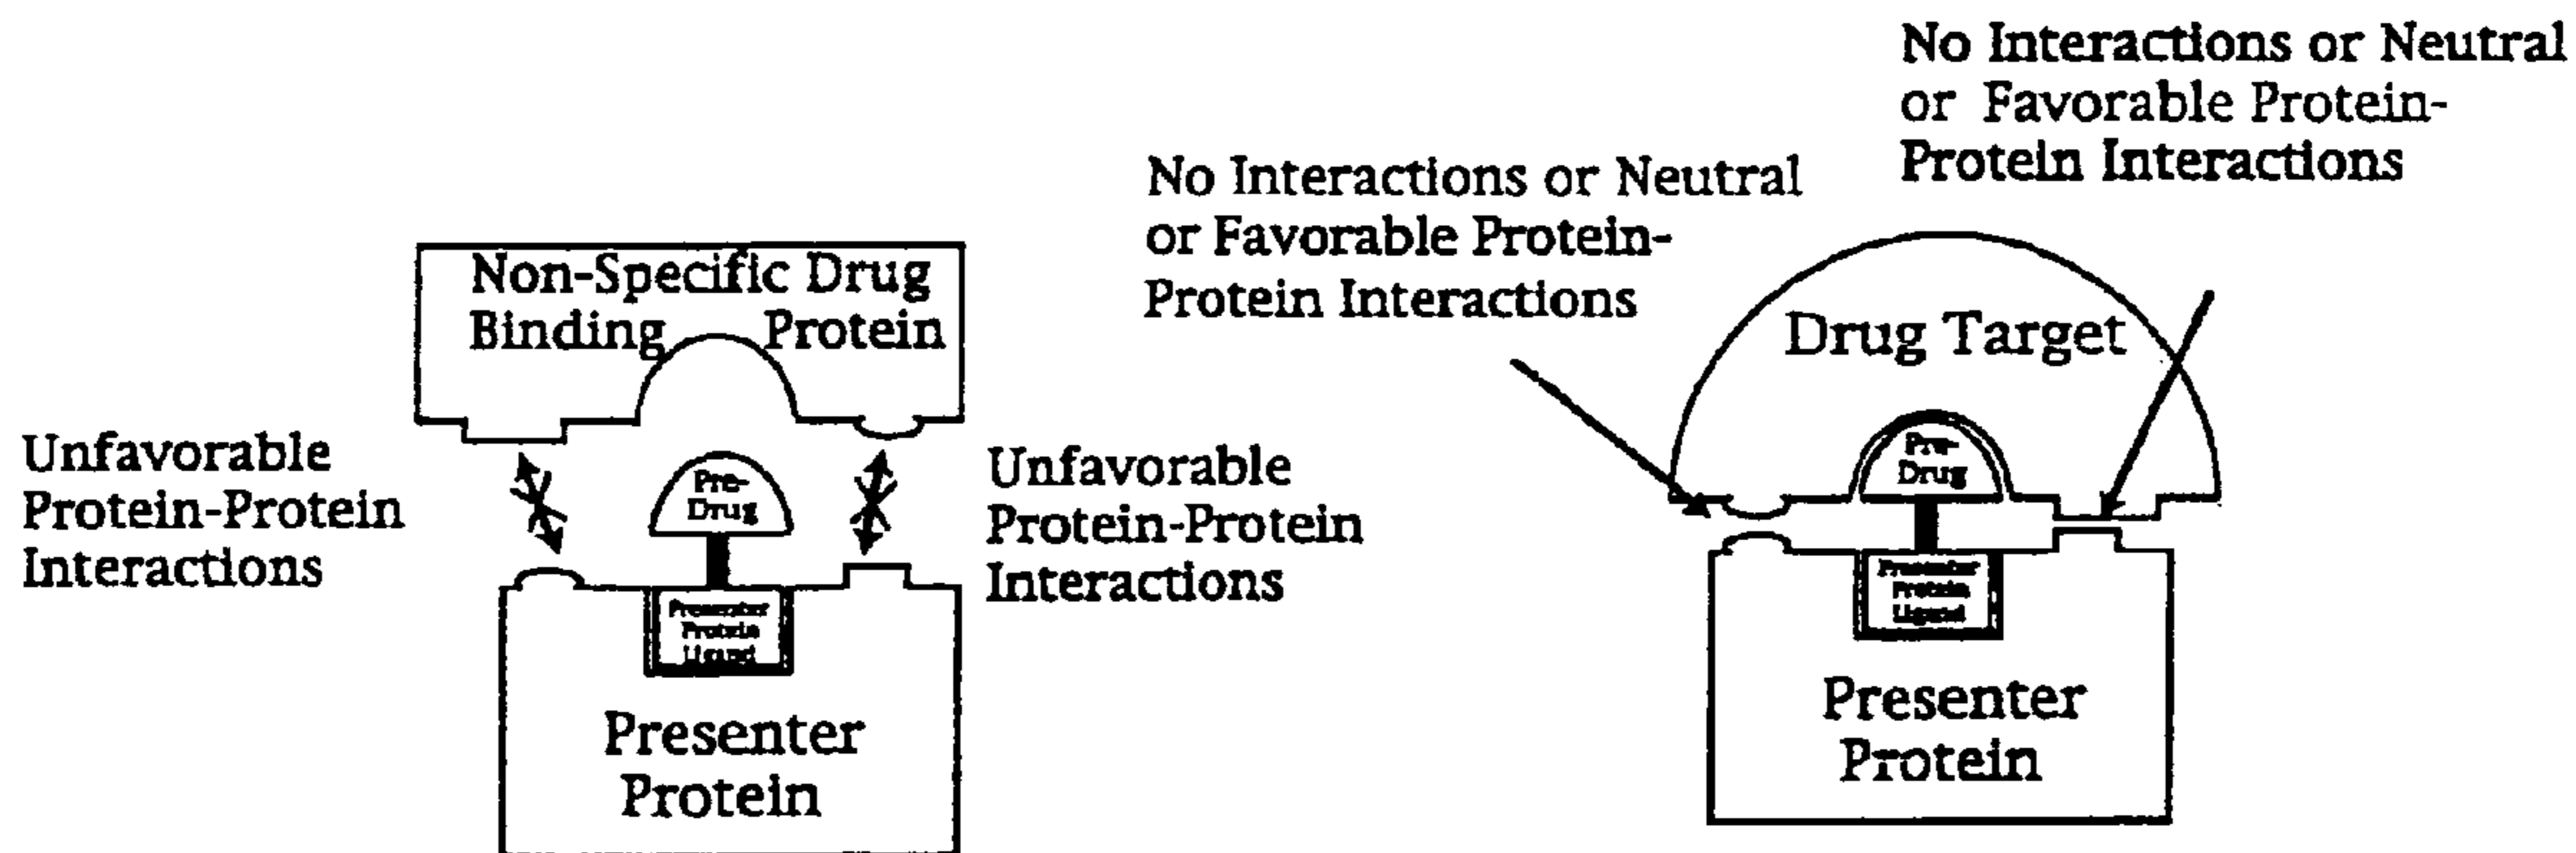 No Interactions or Neutral
or Favorable Protein-
Protein Interactions
No Interactions or Neutral
or Favorable Protein-
Protein Interactions
Non-Specific Drug
Binding Protein
Drug Target
Unfavorable
Protein-Protein
Interactions
Pre-
Drug
Unfavorable
Protein-Protein
Interactions
Pre-
Drug
Presenter
Protein
Ligand
Presenter
Protein
Ligand
Presenter
Protein
Presenter
Protein